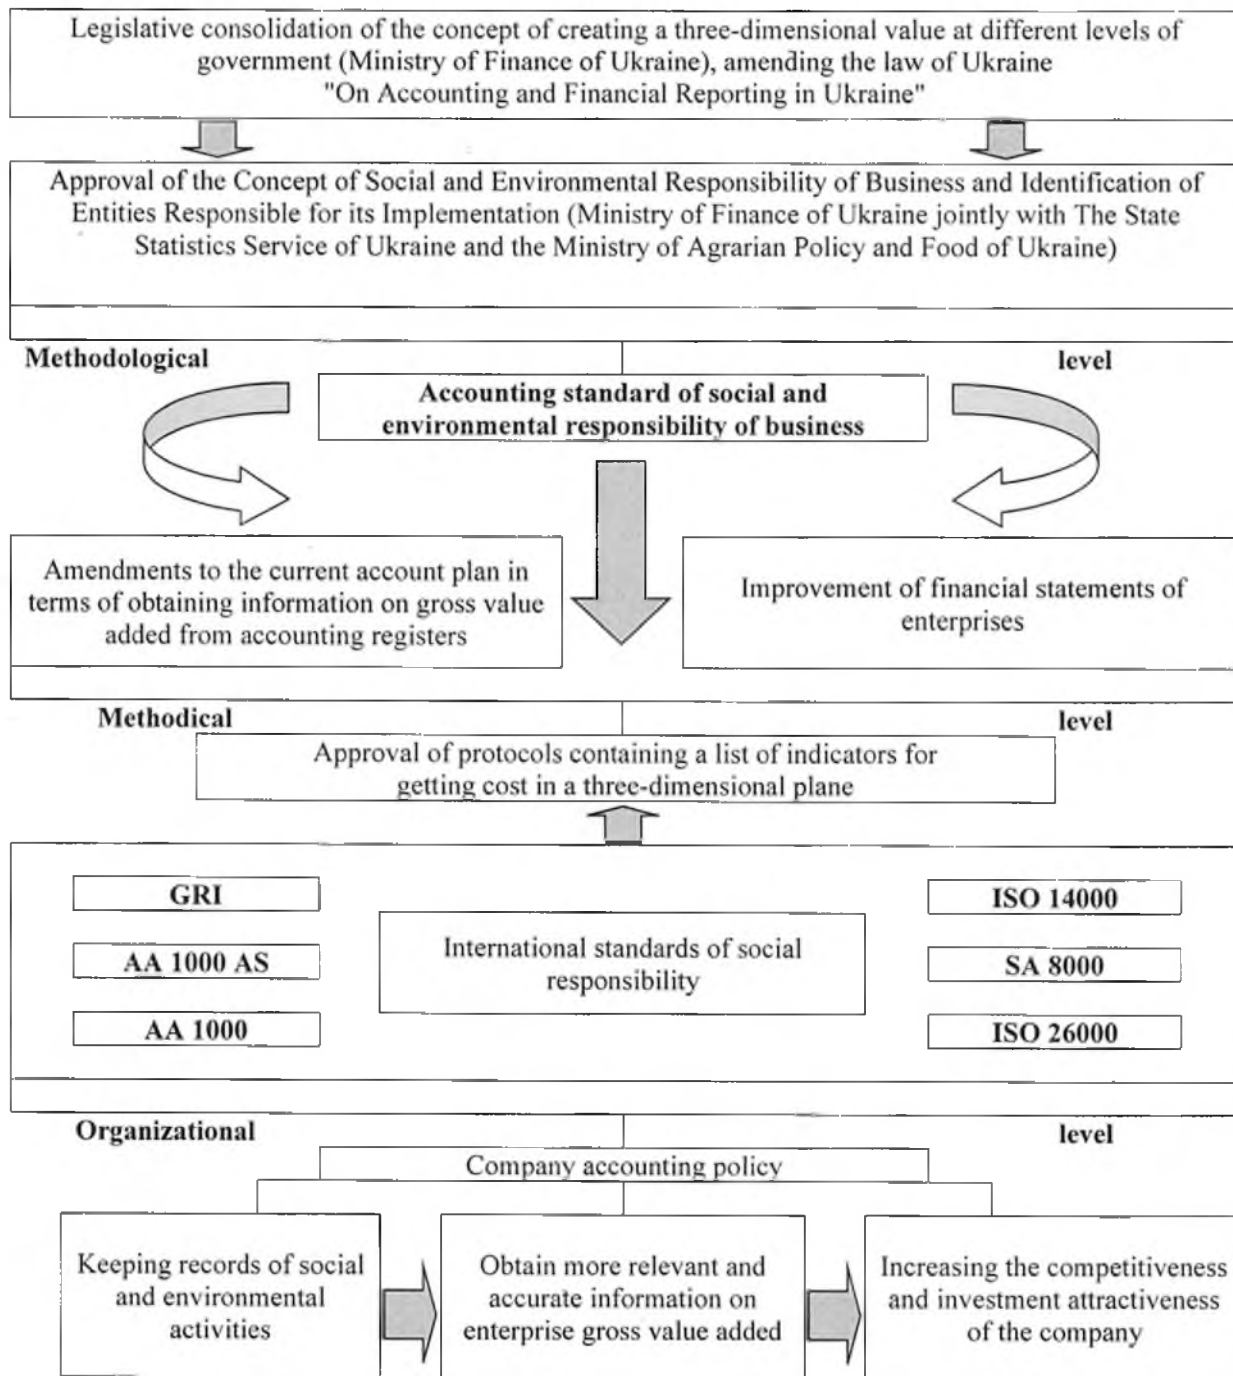 Legislative consolidation of the concept of creating a three-dimensional value at different levels of
government (Ministry of Finance of Ukraine), amending the law of Ukraine
"On Accounting and Financial Reporting in Ukraine"
Approval of the Concept of Social and Environmental Responsibility of Business and Identification of
Entities Responsible for its Implementation (Ministry of Finance of Ukraine jointly with The State
Statistics Service of Ukraine and the Ministry of Agrarian Policy and Food of Ukraine)
Methodological level
Accounting standard of social and
environmental responsibility of business
Amendments to the current account plan in
terms of obtaining information on gross value
added from accounting registers
Improvement of financial statements of
enterprises
Methodical level
Approval of protocols containing a list of indicators for
getting cost in a three-dimensional plane
GRI
AA 1000 AS
AA 1000
International standards of social
responsibility
ISO 14000
SA 8000
ISO 26000
Organizational level
Company accounting policy
Keeping records of social
and environmental
activities
Obtain more relevant and
accurate information on
enterprise gross value added
Increasing the competitiveness
and investment attractiveness
of the company